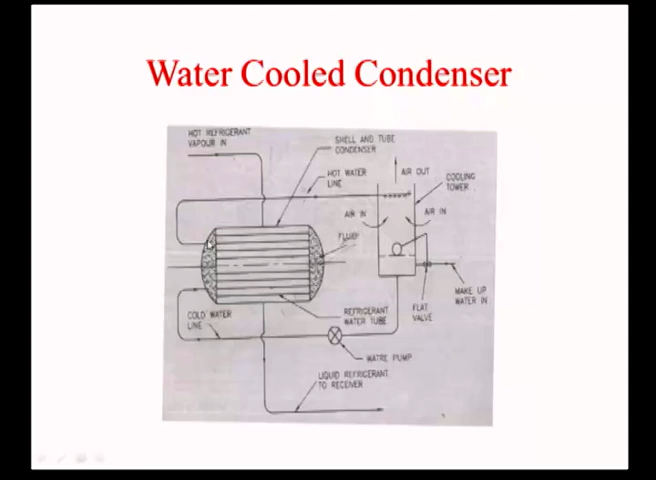 Water Cooled Condenser
HOT REFRIGERANT
VAPOUR IN
SHELL AND TUBE
CONDENSER
HOT WATER
LINE
AIR OUT
COOLING
TOWER
AIR IN
AIR IN
FLUID
MAKE UP
WATER IN
FLAT
VALVE
COLD WATER
LINE
REFRIGERANT
WATER TUBE
WATRE PUMP
LIQUID REFRIGERANT
TO RECEIVER